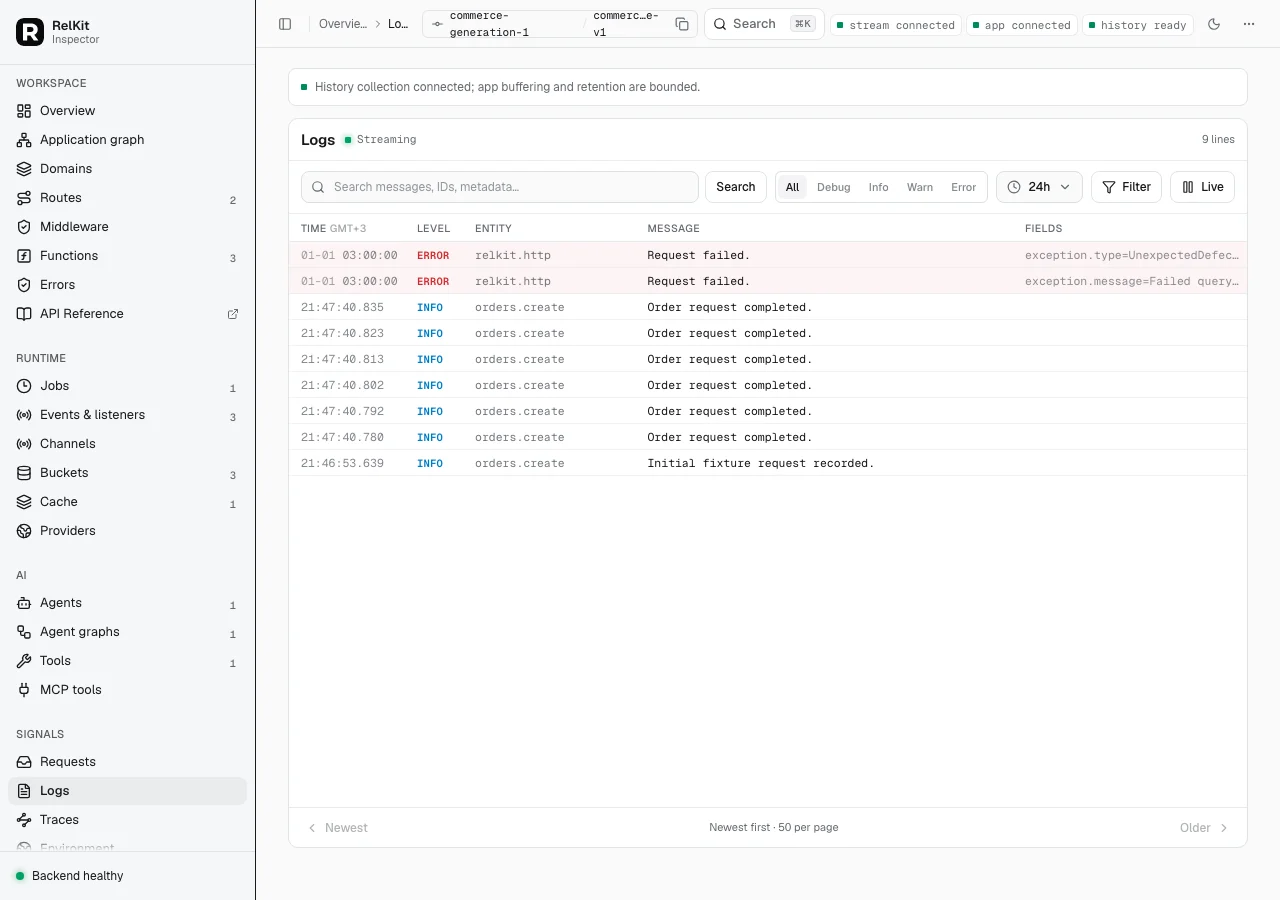 RelKit
Inspector
WORKSPACE
Overview
Application graph
Domains
Routes 2
Middleware
Functions 3
Errors
API Reference
RUNTIME
Jobs 1
Events & listeners 3
Channels
Buckets 3
Cache 1
Providers
AI
Agents 1
Agent graphs 1
Tools 1
MCP tools
SIGNALS
Requests
Logs
Traces
Environment
Backend healthy
Overvie… > Lo…
commerce-generation-1 / commerc…e-v1
Search ⌘K
stream connected
app connected
history ready
History collection connected; app buffering and retention are bounded.
Logs Streaming 9 lines
Search messages, IDs, metadata…
Search
All Debug Info Warn Error
24h
Filter
Live
TIME GMT+3 LEVEL ENTITY MESSAGE FIELDS
01-01 03:00:00 ERROR relkit.http Request failed. exception.type=UnexpectedDefec…
01-01 03:00:00 ERROR relkit.http Request failed. exception.message=Failed query…
21:47:40.835 INFO orders.create Order request completed.
21:47:40.823 INFO orders.create Order request completed.
21:47:40.813 INFO orders.create Order request completed.
21:47:40.802 INFO orders.create Order request completed.
21:47:40.792 INFO orders.create Order request completed.
21:47:40.780 INFO orders.create Order request completed.
21:46:53.639 INFO orders.create Initial fixture request recorded.
Newest
Newest first · 50 per page
Older